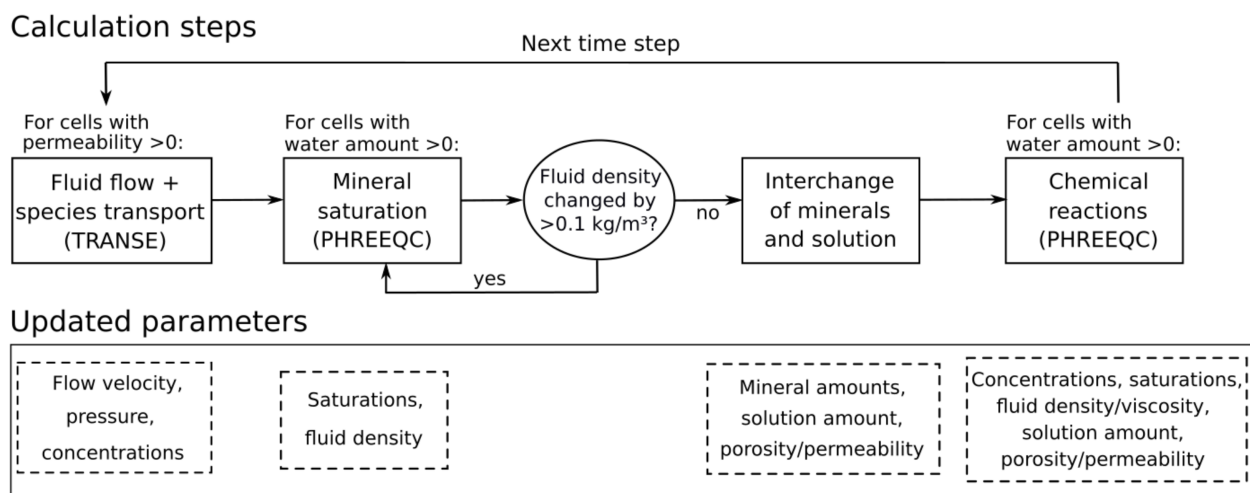 Calculation steps
Next time step
For cells with
permeability >0:
Fluid flow +
species transport
(TRANSE)
For cells with
water amount >0:
Mineral
saturation
(PHREEQC)
Fluid density
changed by
>0.1 kg/m³?
yes
no
Interchange
of minerals
and solution
For cells with
water amount >0:
Chemical
reactions
(PHREEQC)
Updated parameters
Flow velocity,
pressure,
concentrations
Saturations,
fluid density
Mineral amounts,
solution amount,
porosity/permeability
Concentrations, saturations,
fluid density/viscosity,
solution amount,
porosity/permeability